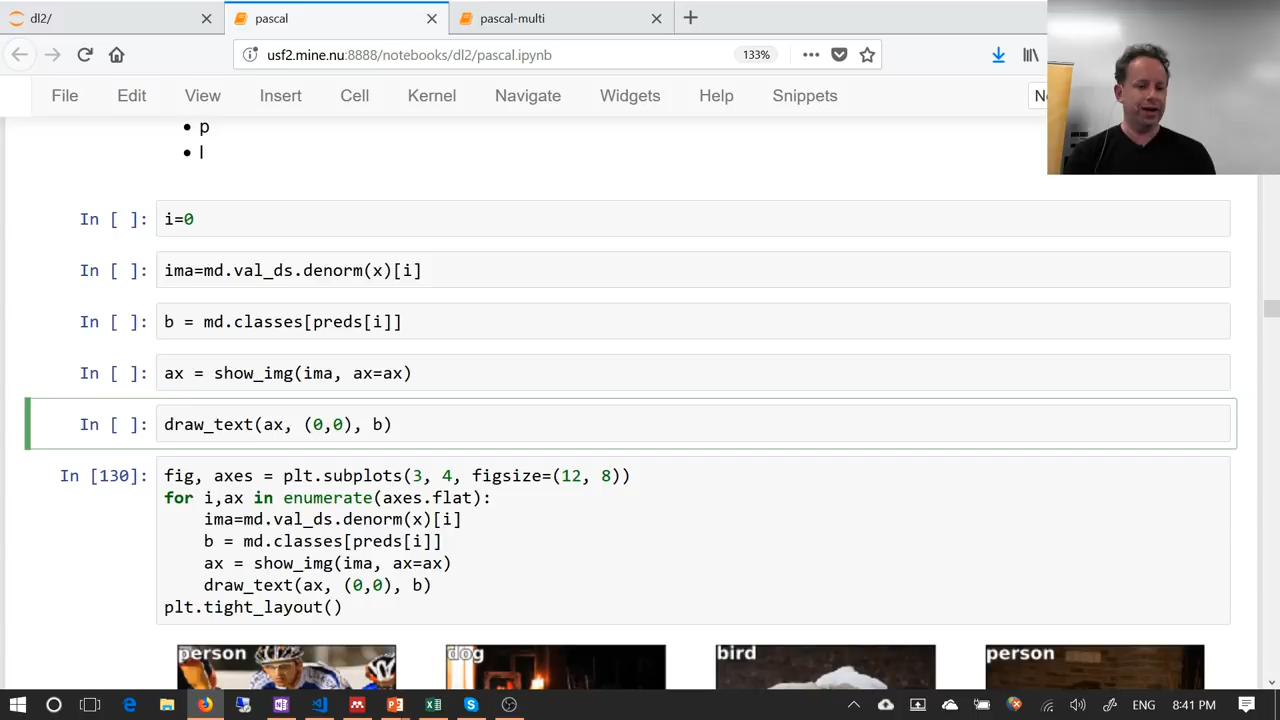 dl2/
pascal
pascal-multi
usf2.mine.nu:8888/notebooks/dl2/pascal.ipynb
133%
File Edit View Insert Cell Kernel Navigate Widgets Help Snippets
• p
• l
In [ ]: i=0
In [ ]: ima=md.val_ds.denorm(x)[i]
In [ ]: b = md.classes[preds[i]]
In [ ]: ax = show_img(ima, ax=ax)
In [ ]: draw_text(ax, (0,0), b)
In [130]: fig, axes = plt.subplots(3, 4, figsize=(12, 8))
for i,ax in enumerate(axes.flat):
ima=md.val_ds.denorm(x)[i]
b = md.classes[preds[i]]
ax = show_img(ima, ax=ax)
draw_text(ax, (0,0), b)
plt.tight_layout()
person dog bird person
ENG 8:41 PM